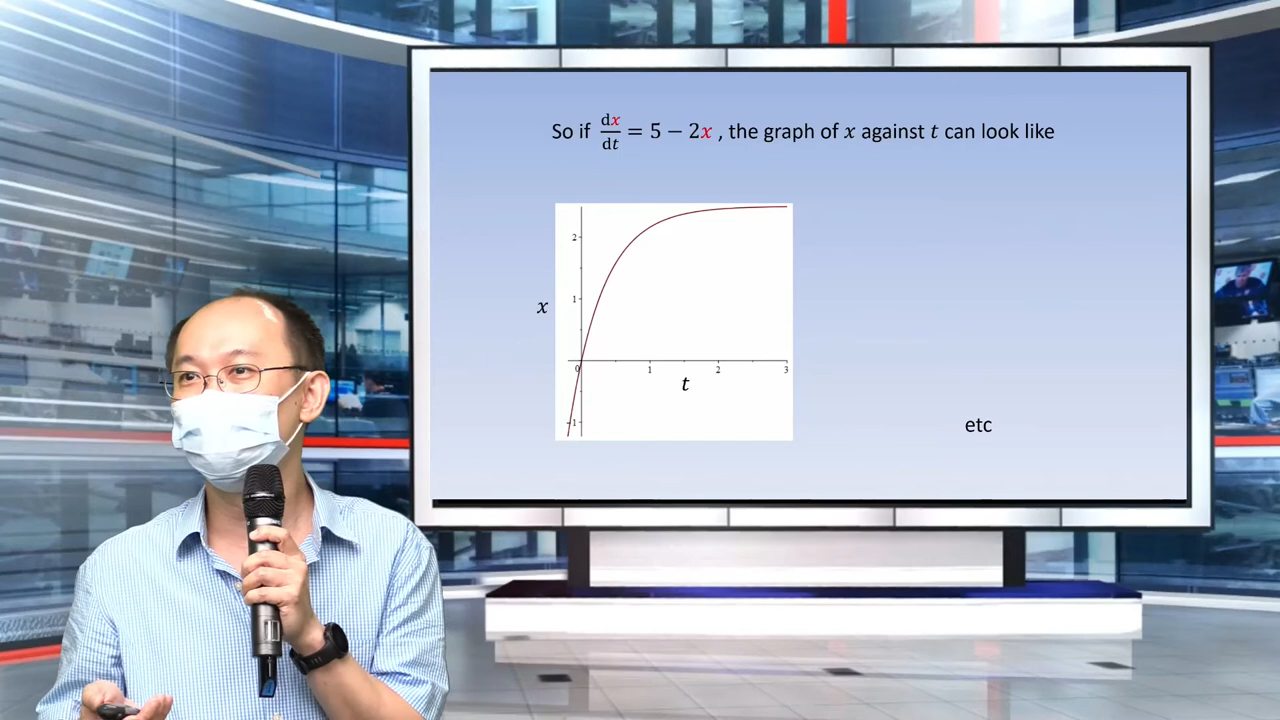 So if dx/dt = 5 − 2x , the graph of x against t can look like
2
x
1
0
1
2
3
t
-1
etc